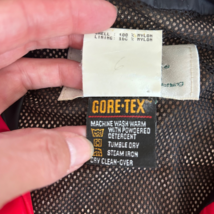 SHELL 100 % NYLON
LINING 100 % NYLON
GORE-TEX™
MACHINE WASH WARM
WITH POWDERED
DETERGENT
TUMBLE DRY
STEAM IRON
DRY CLEAN-OVER